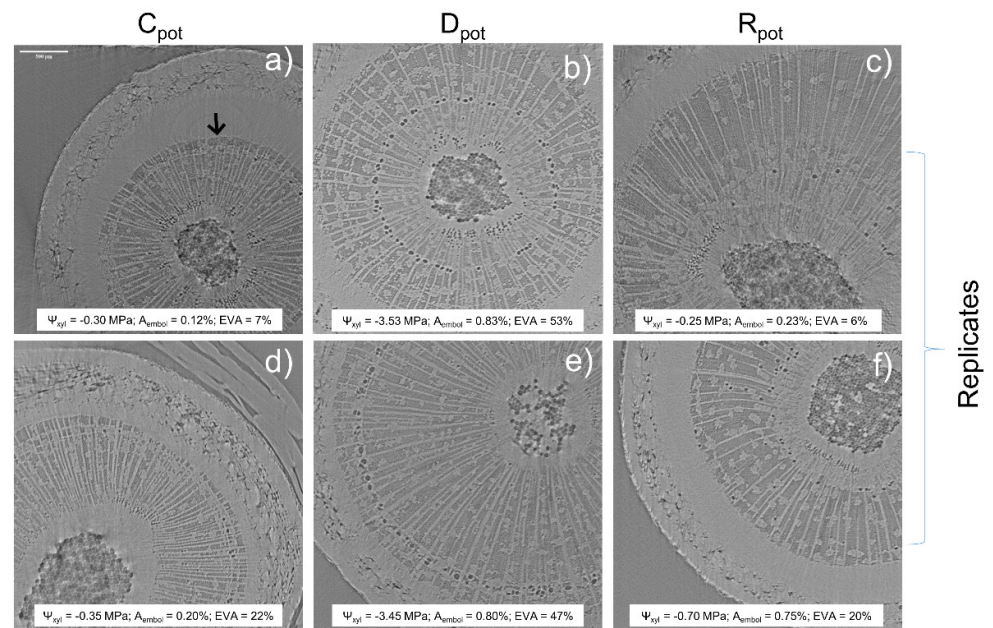 Cpot
Dpot
Rpot
a)
b)
c)
Ψxyl = -0.30 MPa; Aembol = 0.12%; EVA = 7%
Ψxyl = -3.53 MPa; Aembol = 0.83%; EVA = 53%
Ψxyl = -0.25 MPa; Aembol = 0.23%; EVA = 6%
d)
e)
f)
Ψxyl = -0.35 MPa; Aembol = 0.20%; EVA = 22%
Ψxyl = -3.45 MPa; Aembol = 0.80%; EVA = 47%
Ψxyl = -0.70 MPa; Aembol = 0.75%; EVA = 20%
Replicates